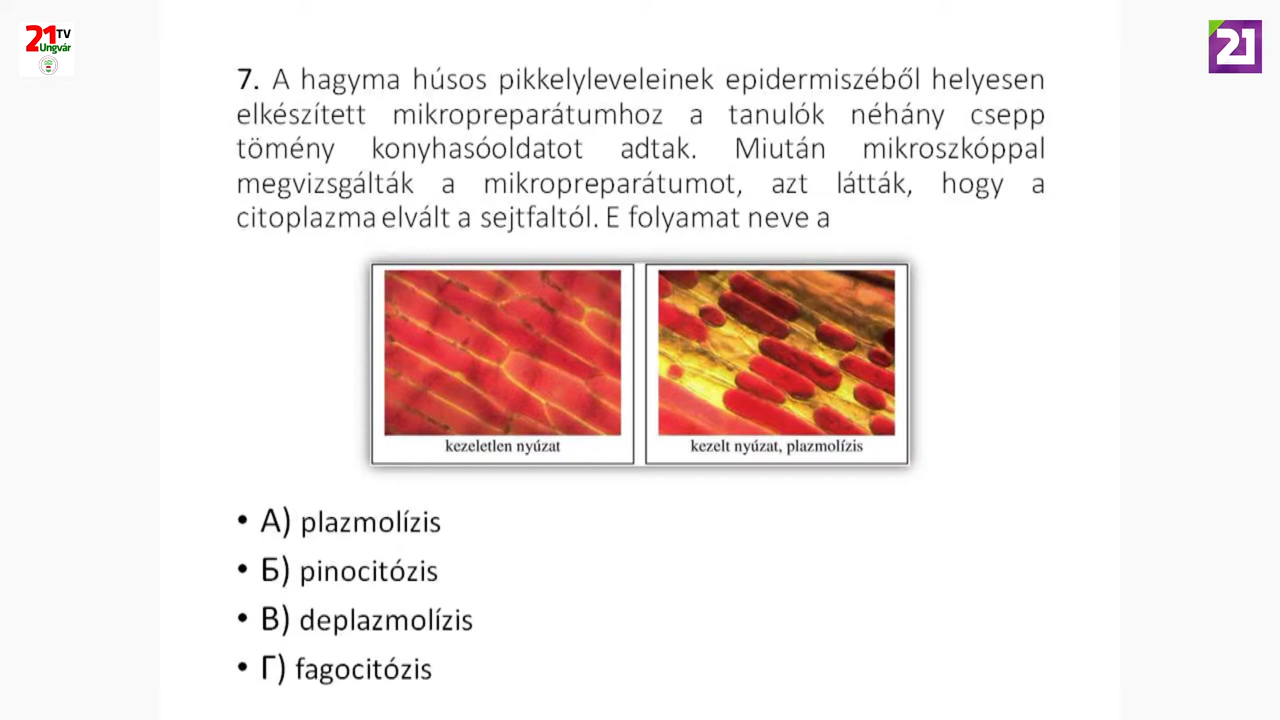 21 TV
Ungvár
21
7. A hagyma húsos pikkelyleveleinek epidermiszéből helyesen
elkészített mikropreparátumhoz a tanulók néhány csepp
tömény konyhasóoldatot adtak. Miután mikroszkóppal
megvizsgálták a mikropreparátumot, azt látták, hogy a
citoplazma elvált a sejtfaltól. E folyamat neve a
kezeletlen nyúzat
kezelt nyúzat, plazmolízis
• А) plazmolízis
• Б) pinocitózis
• В) deplazmolízis
• Г) fagocitózis